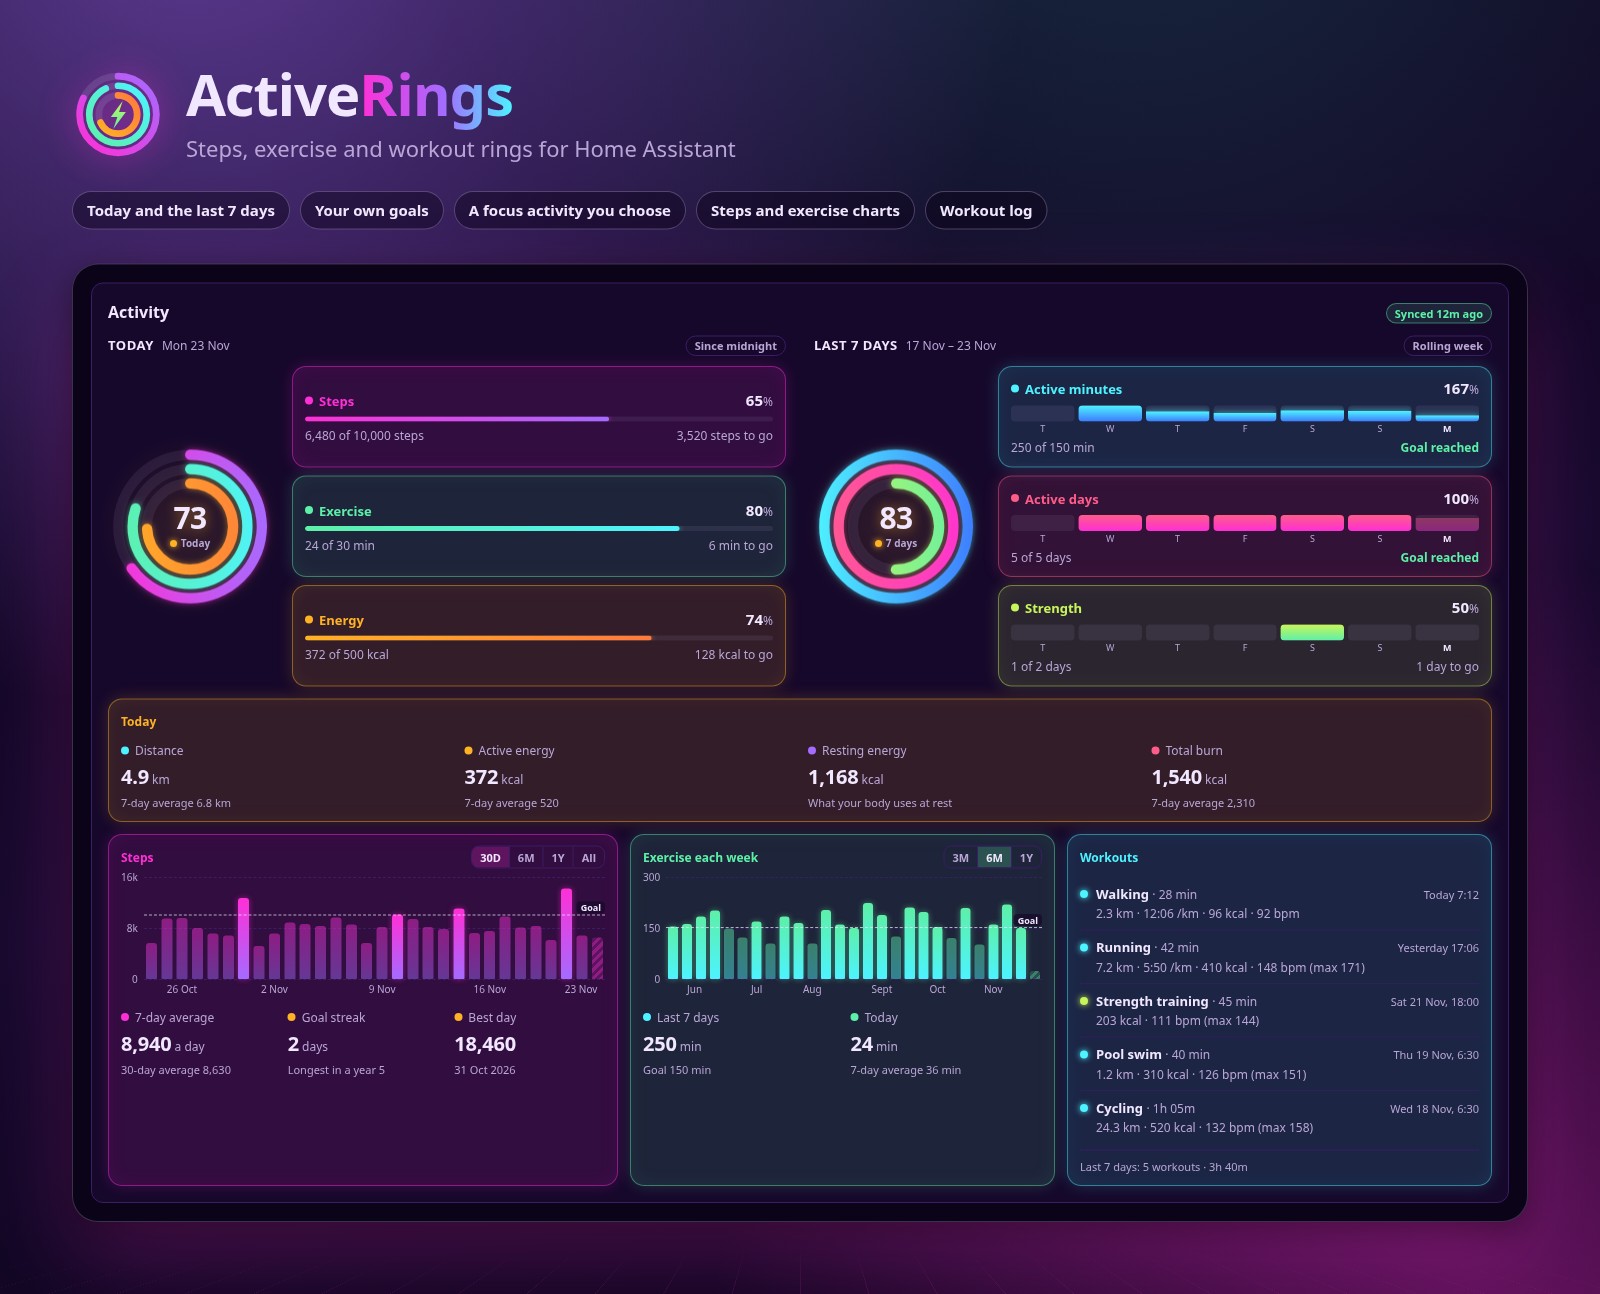 ActiveRings
Steps, exercise and workout rings for Home Assistant
Today and the last 7 days
Your own goals
A focus activity you choose
Steps and exercise charts
Workout log
Activity
Synced 12m ago
TODAY Mon 23 Nov
Since midnight
73
Today
Steps 65%
6,480 of 10,000 steps 3,520 steps to go
Exercise 80%
24 of 30 min 6 min to go
Energy 74%
372 of 500 kcal 128 kcal to go
LAST 7 DAYS 17 Nov – 23 Nov
Rolling week
83
7 days
Active minutes 167%
T W T F S S M
250 of 150 min Goal reached
Active days 100%
T W T F S S M
5 of 5 days Goal reached
Strength 50%
T W T F S S M
1 of 2 days 1 day to go
Today
Distance
4.9 km
7-day average 6.8 km
Active energy
372 kcal
7-day average 520
Resting energy
1,168 kcal
What your body uses at rest
Total burn
1,540 kcal
7-day average 2,310
Steps
30D 6M 1Y All
16k
Goal
8k
0
26 Oct 2 Nov 9 Nov 16 Nov 23 Nov
7-day average
8,940 a day
30-day average 8,630
Goal streak
2 days
Longest in a year 5
Best day
18,460
31 Oct 2026
Exercise each week
3M 6M 1Y
300
Goal
150
0
Jun Jul Aug Sept Oct Nov
Last 7 days
250 min
Goal 150 min
Today
24 min
7-day average 36 min
Workouts
Walking · 28 min Today 7:12
2.3 km · 12:06 /km · 96 kcal · 92 bpm
Running · 42 min Yesterday 17:06
7.2 km · 5:50 /km · 410 kcal · 148 bpm (max 171)
Strength training · 45 min Sat 21 Nov, 18:00
203 kcal · 111 bpm (max 144)
Pool swim · 40 min Thu 19 Nov, 6:30
1.2 km · 310 kcal · 126 bpm (max 151)
Cycling · 1h 05m Wed 18 Nov, 6:30
24.3 km · 520 kcal · 132 bpm (max 158)
Last 7 days: 5 workouts · 3h 40m